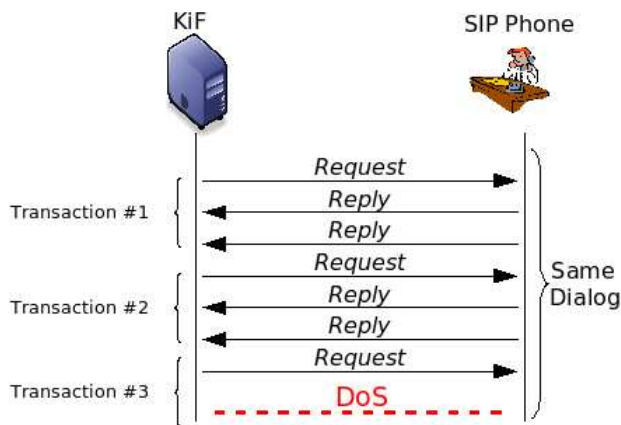 KiF
SIP Phone
Request
Transaction #1
Reply
Reply
Request
Same
Dialog
Transaction #2
Reply
Reply
Request
Transaction #3
DoS